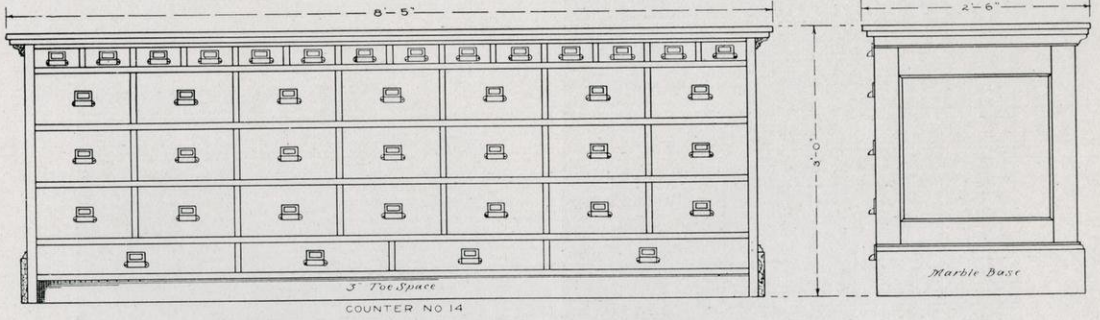 8'-5"
2'-6"
3'-0"
3" Toe Space
Marble Base
COUNTER NO 14